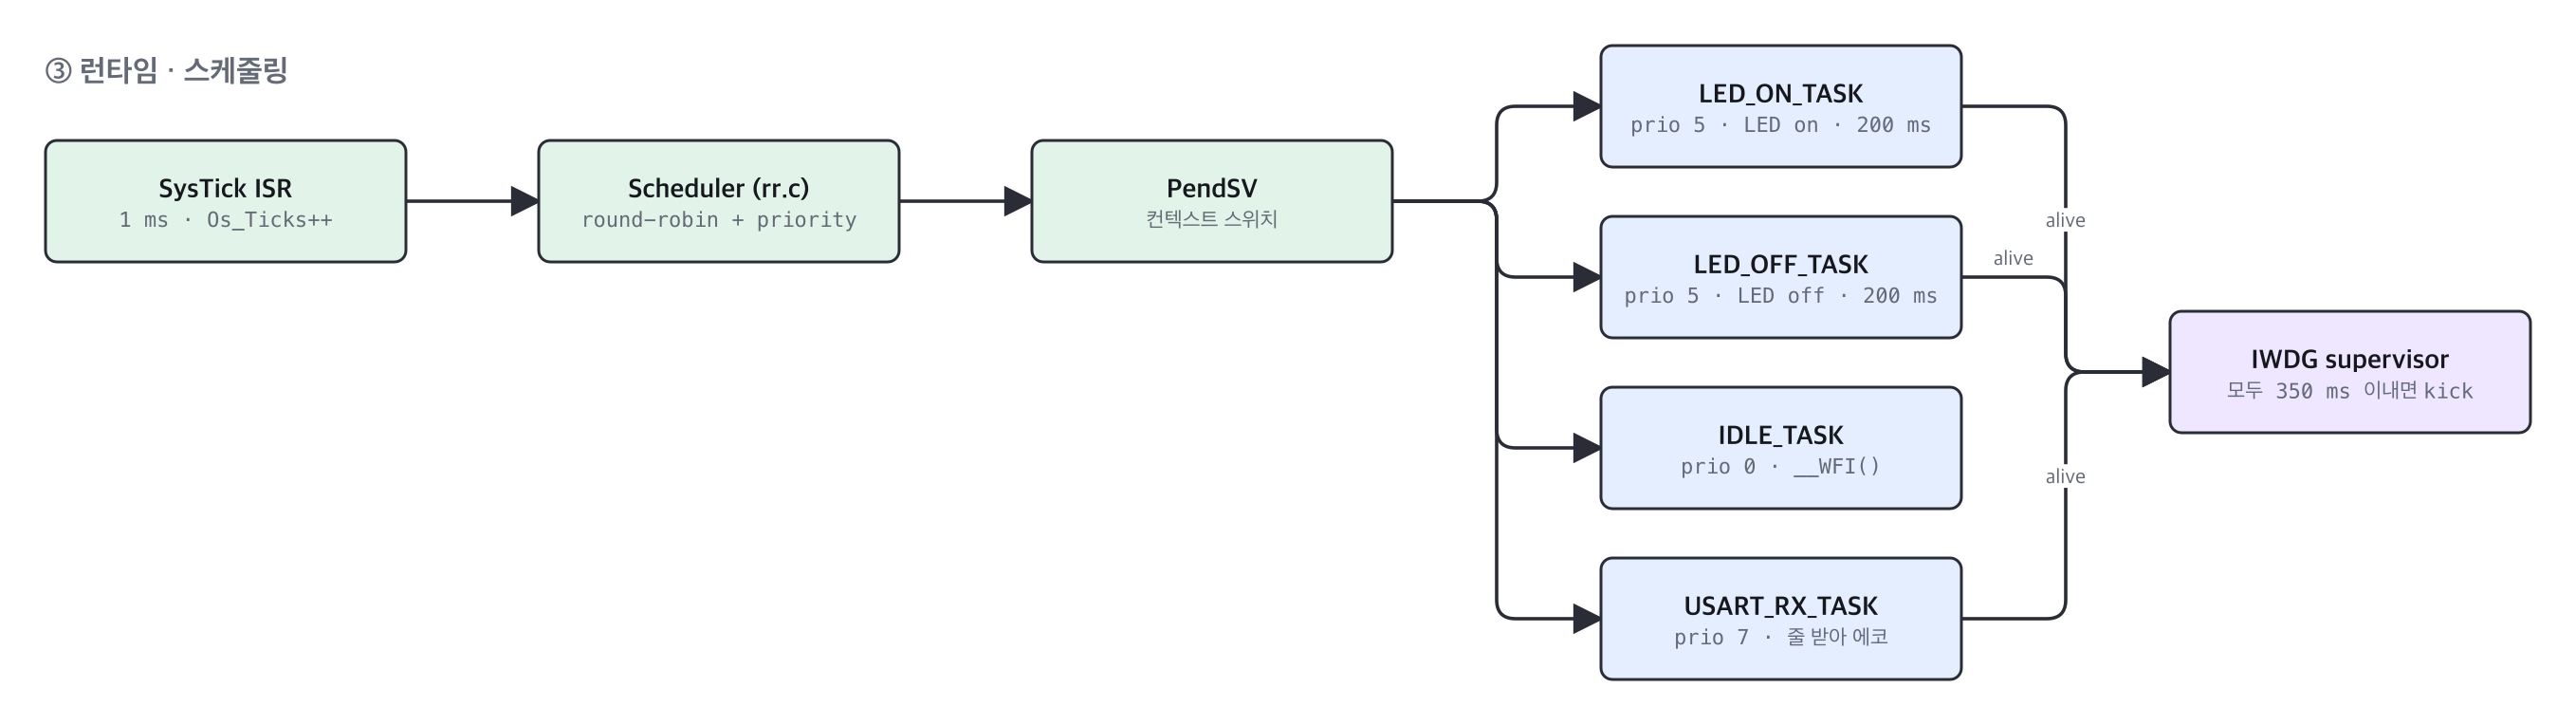 ③ 런타임 · 스케줄링
SysTick ISR
1 ms · Os_Ticks++
Scheduler (rr.c)
round-robin + priority
PendSV
컨텍스트 스위치
LED_ON_TASK
prio 5 · LED on · 200 ms
LED_OFF_TASK
prio 5 · LED off · 200 ms
IDLE_TASK
prio 0 · __WFI()
USART_RX_TASK
prio 7 · 줄 받아 에코
alive
alive
alive
IWDG supervisor
모두 350 ms 이내면 kick